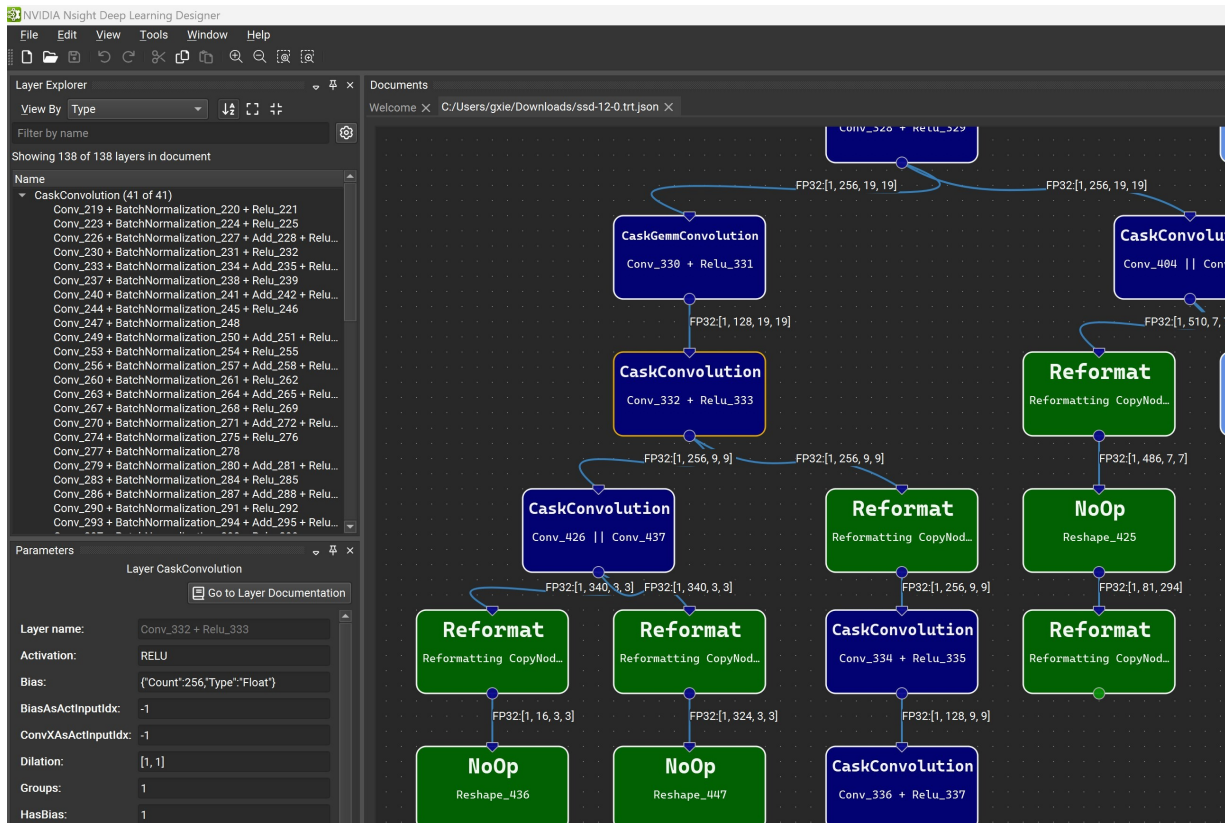 NVIDIA Nsight Deep Learning Designer
File Edit View Tools Window Help
Layer Explorer
View By Type
Filter by name
Showing 138 of 138 layers in document
Name
CaskConvolution (41 of 41)
Conv_219 + BatchNormalization_220 + Relu_221
Conv_223 + BatchNormalization_224 + Relu_225
Conv_226 + BatchNormalization_227 + Add_228 + Relu...
Conv_230 + BatchNormalization_231 + Relu_232
Conv_233 + BatchNormalization_234 + Add_235 + Relu...
Conv_237 + BatchNormalization_238 + Relu_239
Conv_240 + BatchNormalization_241 + Add_242 + Relu...
Conv_244 + BatchNormalization_245 + Relu_246
Conv_247 + BatchNormalization_248
Conv_249 + BatchNormalization_250 + Add_251 + Relu...
Conv_253 + BatchNormalization_254 + Relu_255
Conv_256 + BatchNormalization_257 + Add_258 + Relu...
Conv_260 + BatchNormalization_261 + Relu_262
Conv_263 + BatchNormalization_264 + Add_265 + Relu...
Conv_267 + BatchNormalization_268 + Relu_269
Conv_270 + BatchNormalization_271 + Add_272 + Relu...
Conv_274 + BatchNormalization_275 + Relu_276
Conv_277 + BatchNormalization_278
Conv_279 + BatchNormalization_280 + Add_281 + Relu...
Conv_283 + BatchNormalization_284 + Relu_285
Conv_286 + BatchNormalization_287 + Add_288 + Relu...
Conv_290 + BatchNormalization_291 + Relu_292
Conv_293 + BatchNormalization_294 + Add_295 + Relu...
Parameters
Layer CaskConvolution
Go to Layer Documentation
Layer name: Conv_332 + Relu_333
Activation: RELU
Bias: {"Count":256,"Type":"Float"}
BiasAsActInputIdx: -1
ConvXAsActInputIdx: -1
Dilation: [1, 1]
Groups: 1
HasBias: 1
Documents
Welcome C:/Users/gxie/Downloads/ssd-12-0.trt.json
Conv_328 + Relu_329
FP32:[1, 256, 19, 19] FP32:[1, 256, 19, 19]
CaskGemmConvolution
Conv_330 + Relu_331
CaskConvolu
Conv_404 || Con
FP32:[1, 128, 19, 19]
FP32:[1, 510, 7, 7
CaskConvolution
Conv_332 + Relu_333
Reformat
Reformatting CopyNod...
FP32:[1, 256, 9, 9] FP32:[1, 256, 9, 9] FP32:[1, 486, 7, 7]
CaskConvolution
Conv_426 || Conv_437
Reformat
Reformatting CopyNod...
NoOp
Reshape_425
FP32:[1, 340, 3, 3] FP32:[1, 340, 3, 3] FP32:[1, 256, 9, 9] FP32:[1, 81, 294]
Reformat
Reformatting CopyNod...
Reformat
Reformatting CopyNod...
CaskConvolution
Conv_334 + Relu_335
Reformat
Reformatting CopyNod...
FP32:[1, 16, 3, 3] FP32:[1, 324, 3, 3] FP32:[1, 128, 9, 9]
NoOp
Reshape_436
NoOp
Reshape_447
CaskConvolution
Conv_336 + Relu_337